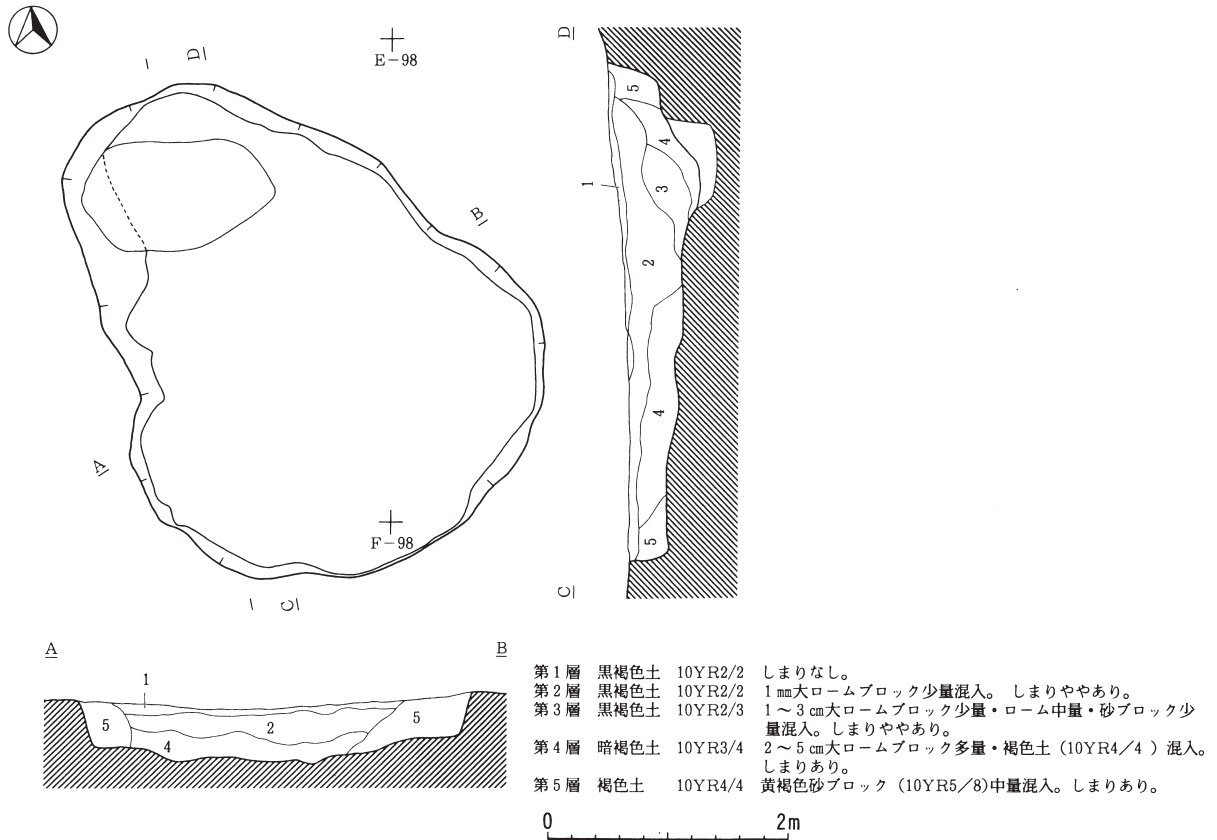 E－98
D
B
A
F－98
C
D
5
4
3
1
2
4
5
C
A
B
1
5
2
5
4
第1層 黒褐色土 10YR2/2 しまりなし。
第2層 黒褐色土 10YR2/2 1㎜大ロームブロック少量混入。 しまりややあり。
第3層 黒褐色土 10YR2/3 1～3㎝大ロームブロック少量・ローム中量・砂ブロック少
量混入。しまりややあり。
第4層 暗褐色土 10YR3/4 2～5㎝大ロームブロック多量・褐色土（10YR4／4 ）混入。
しまりあり。
第5層 褐色土 10YR4/4 黄褐色砂ブロック（10YR5／8)中量混入。しまりあり。
0 2m